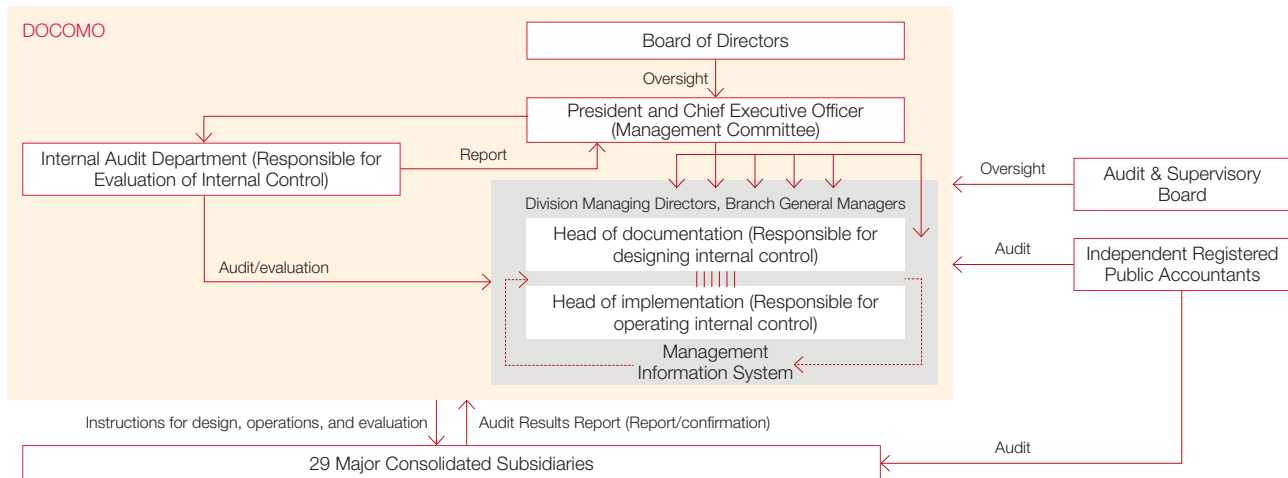 DOCOMO
Board of Directors
Oversight
President and Chief Executive Officer
(Management Committee)
Internal Audit Department (Responsible for
Evaluation of Internal Control)
Report
Oversight
Audit & Supervisory
Board
Division Managing Directors, Branch General Managers
Head of documentation (Responsible for
designing internal control)
Audit/evaluation
Audit
Independent Registered
Public Accountants
Head of implementation (Responsible for
operating internal control)
Management
Information System
Instructions for design, operations, and evaluation
Audit Results Report (Report/confirmation)
29 Major Consolidated Subsidiaries
Audit